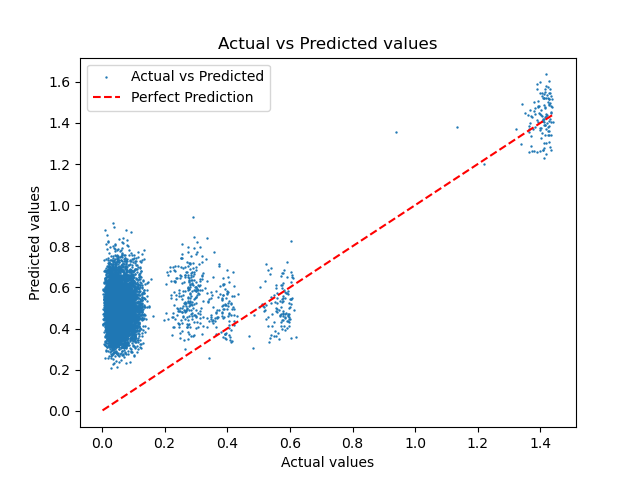 Actual vs Predicted values
Actual vs Predicted
Perfect Prediction
Predicted values
1.6
1.4
1.2
1.0
0.8
0.6
0.4
0.2
0.0
0.0 0.2 0.4 0.6 0.8 1.0 1.2 1.4
Actual values